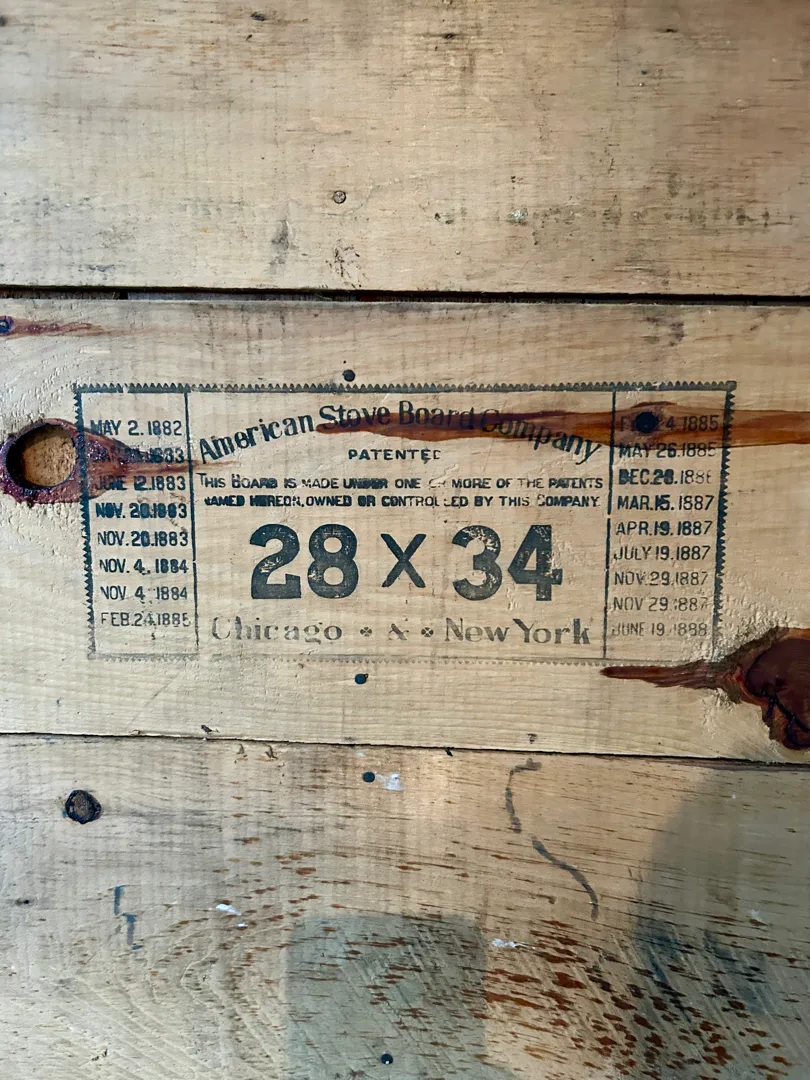 American Stove Board Company
PATENTED
THIS BOARD IS MADE UNDER ONE OR MORE OF THE PATENTS
NAMED HEREON, OWNED OR CONTROLLED BY THIS COMPANY.
28 X 34
Chicago & New York
MAY 2. 1882
1883
JUNE 12. 1883
NOV. 20. 1883
NOV. 20. 1883
NOV. 4. 1884
NOV. 4 1884
FEB. 24. 1885
24. 1885
MAY 26. 1885
DEC. 28. 1886
MAR. 15. 1887
APR. 19. 1887
JULY 19. 1887
NOV. 29. 1887
NOV 29. 1887
JUNE 19. 1888